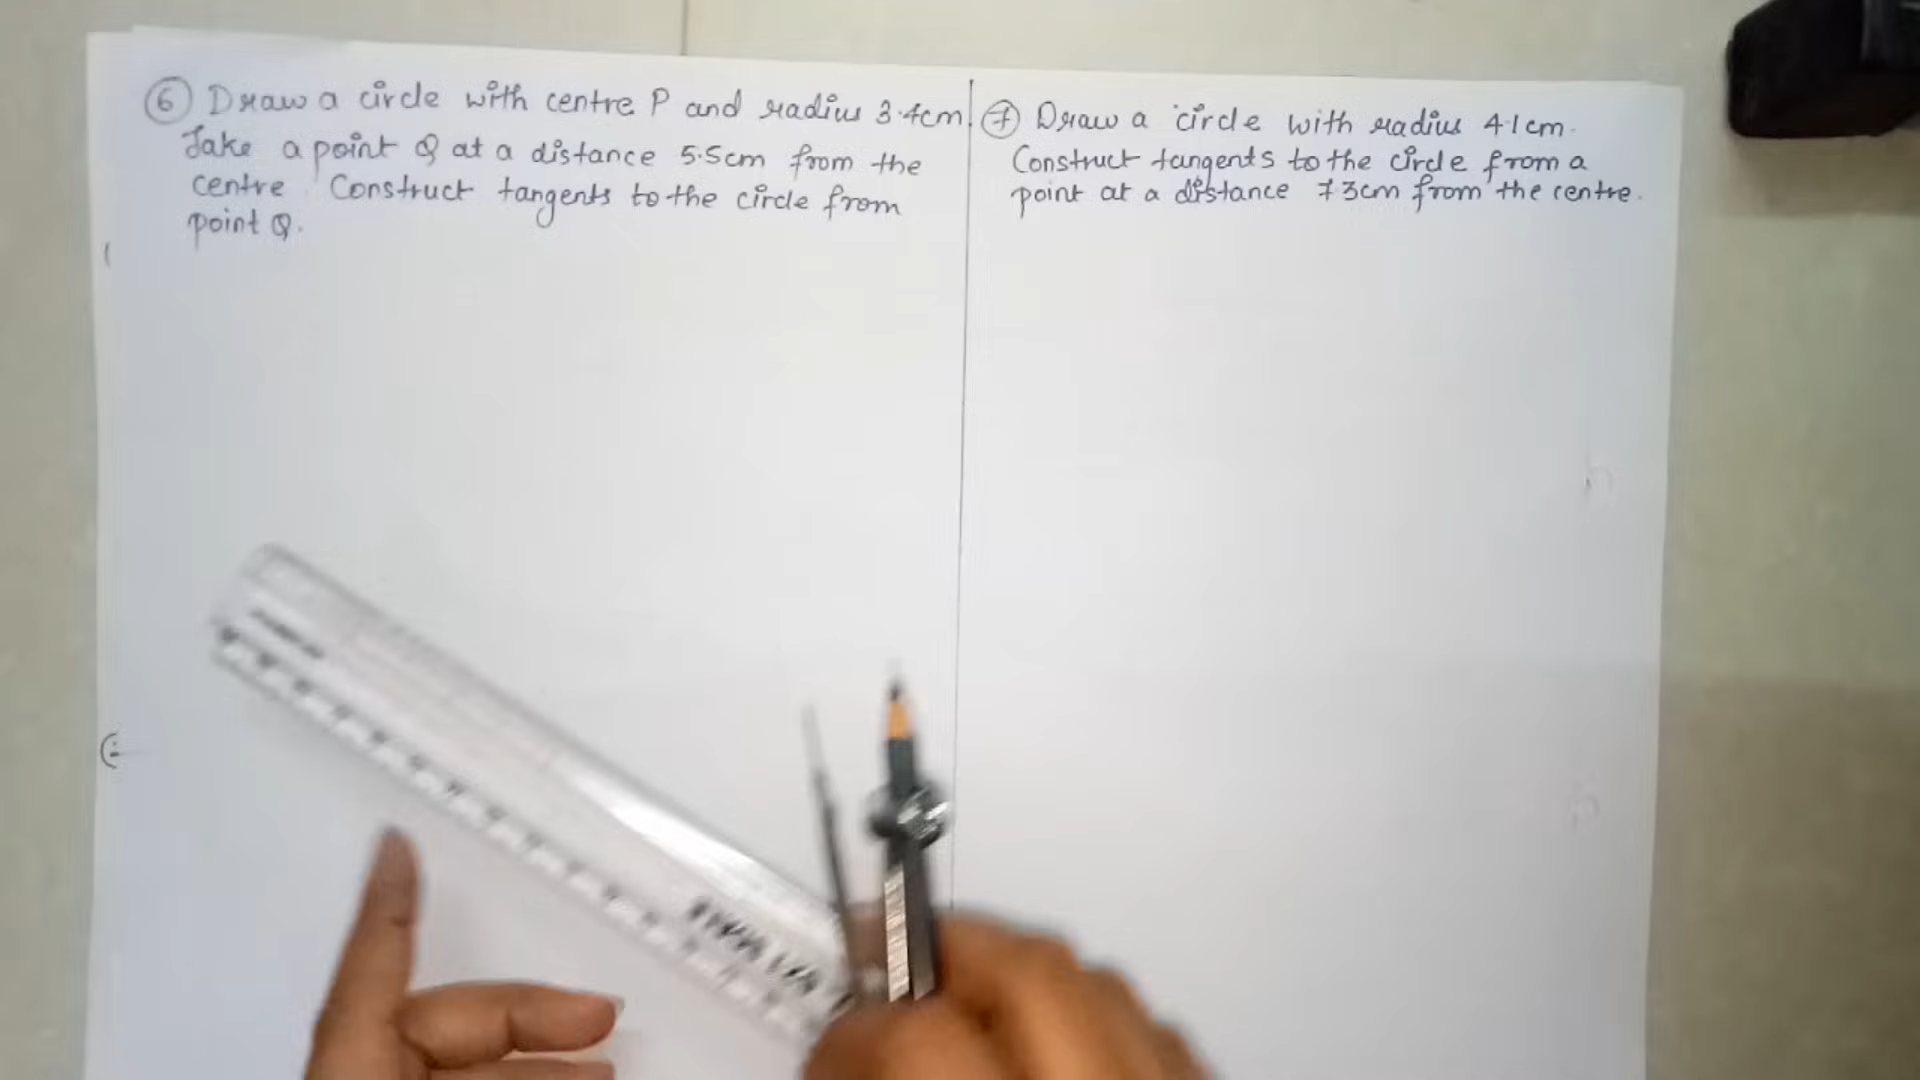 6 Draw a circle with centre P and radius 3.4cm.
Take a point Q at a distance 5.5cm from the
centre. Construct tangents to the circle from
point Q.
7 Draw a circle with radius 4.1cm.
Construct tangents to the circle from a
point at a distance 7.3cm from the centre.